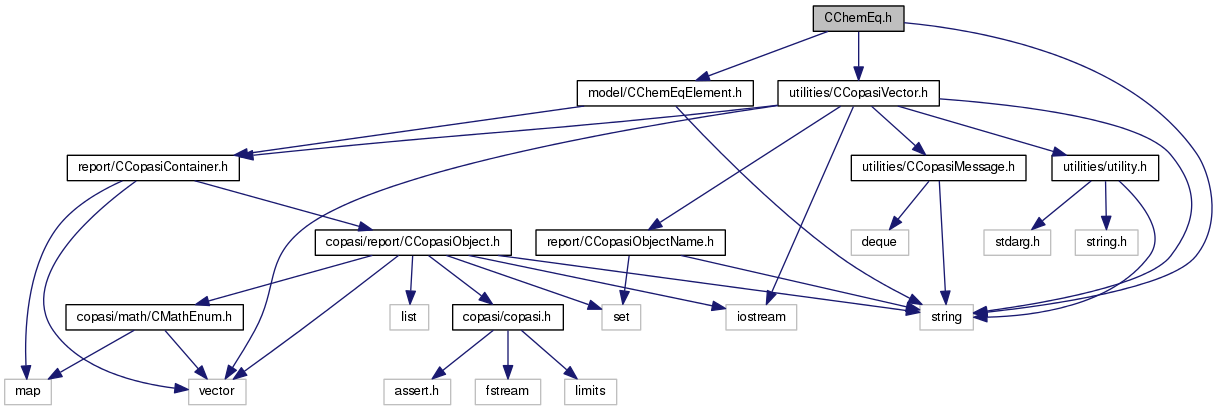 CChemEq.h
model/CChemEqElement.h
utilities/CCopasiVector.h
report/CCopasiContainer.h
utilities/CCopasiMessage.h
utilities/utility.h
copasi/report/CCopasiObject.h
report/CCopasiObjectName.h
deque
stdarg.h
string.h
copasi/math/CMathEnum.h
list
copasi/copasi.h
set
iostream
string
map
vector
assert.h
fstream
limits